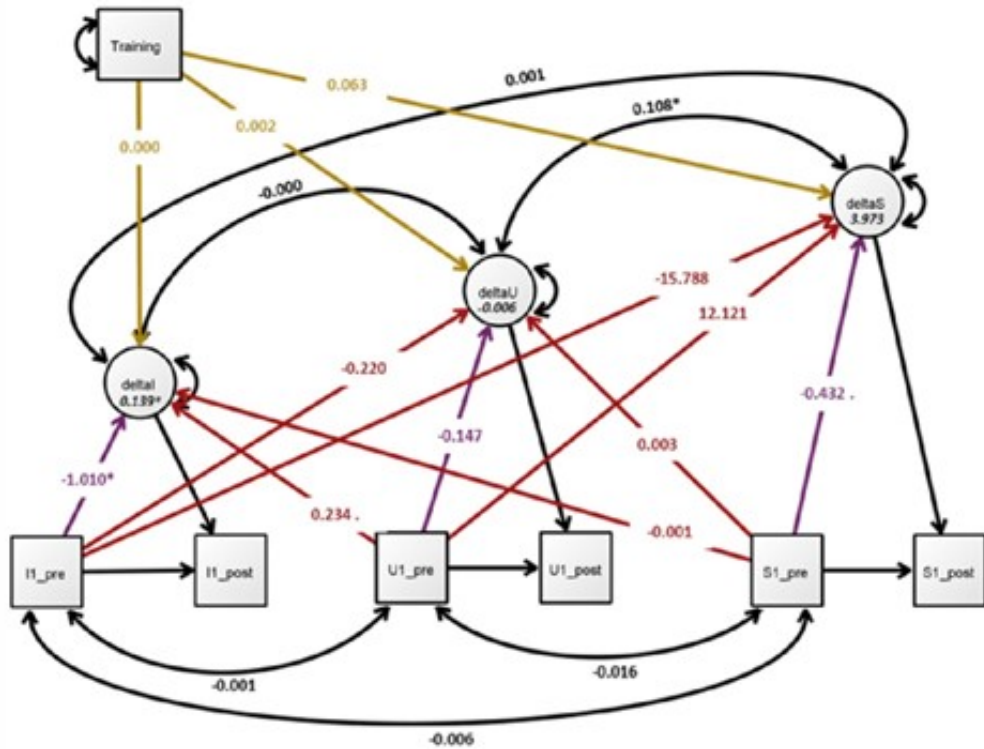 Training
0.001
0.063
0.108*
0.002
0.000
-0.000
deltaS
3.973
-15.788
deltaU
-0.006
12.121
-0.220
deltaI
0.139*
-0.432 .
-0.147
0.003
-1.010*
0.234 .
-0.001
I1_pre
I1_post
U1_pre
U1_post
S1_pre
S1_post
-0.016
-0.001
-0.006